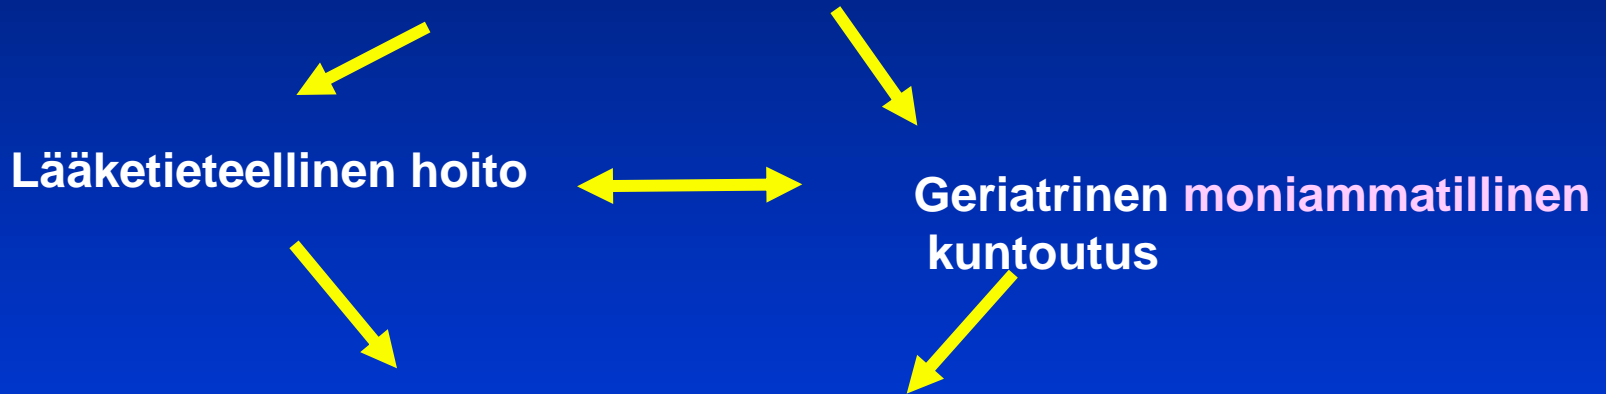 Lääketieteellinen hoito
Geriatrinen moniammatillinen
kuntoutus